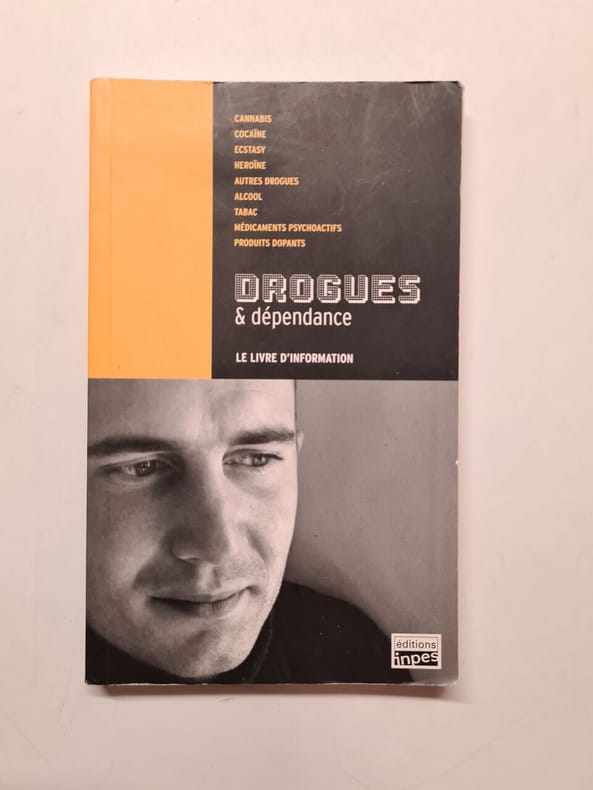 CANNABIS
COCAÏNE
ECSTASY
HEROÏNE
AUTRES DROGUES
ALCOOL
TABAC
MÉDICAMENTS PSYCHOACTIFS
PRODUITS DOPANTS
DROGUES
& dépendance
LE LIVRE D'INFORMATION
éditions
inpes